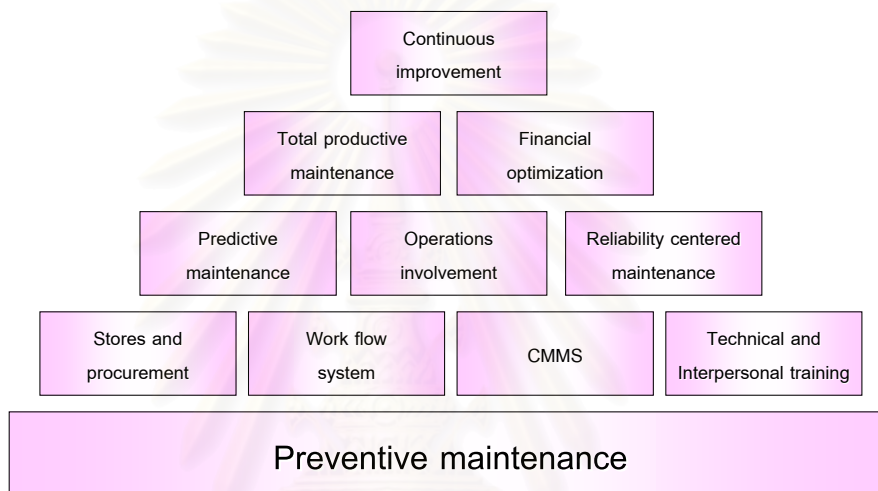 Continuous
improvement
Total productive
maintenance
Financial
optimization
Predictive
maintenance
Operations
involvement
Reliability centered
maintenance
Stores and
procurement
Work flow
system
CMMS
Technical and
Interpersonal training
Preventive maintenance